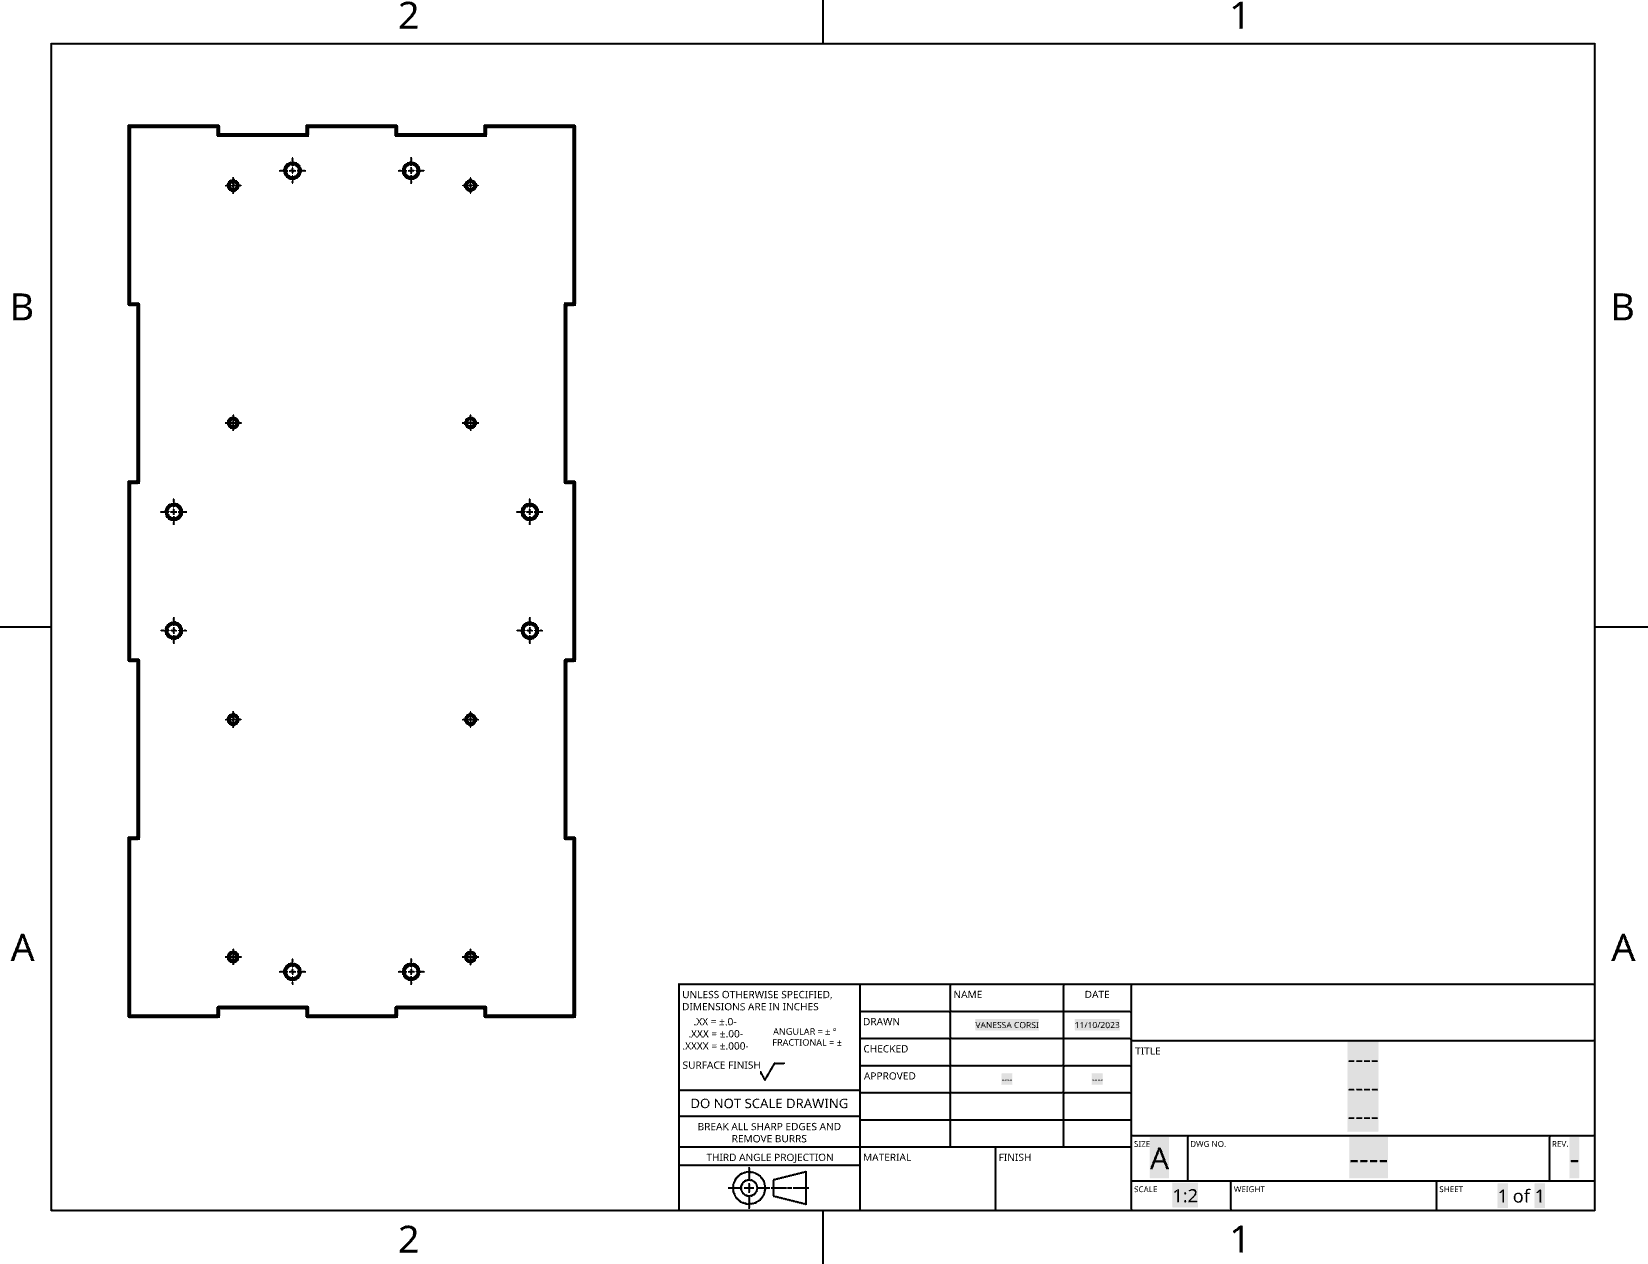 2
1
B
B
A
A
UNLESS OTHERWISE SPECIFIED,
DIMENSIONS ARE IN INCHES
.XX = ±.0-
.XXX = ±.00-
.XXXX = ±.000-
ANGULAR = ± °
FRACTIONAL = ±
SURFACE FINISH
DO NOT SCALE DRAWING
BREAK ALL SHARP EDGES AND
REMOVE BURRS
THIRD ANGLE PROJECTION
NAME
DATE
DRAWN
VANESSA CORSI
11/10/2023
CHECKED
APPROVED
---
---
MATERIAL
FINISH
TITLE
----
----
----
SIZE
A
DWG NO.
----
REV.
-
SCALE
1:2
WEIGHT
SHEET
1 of 1
2
1